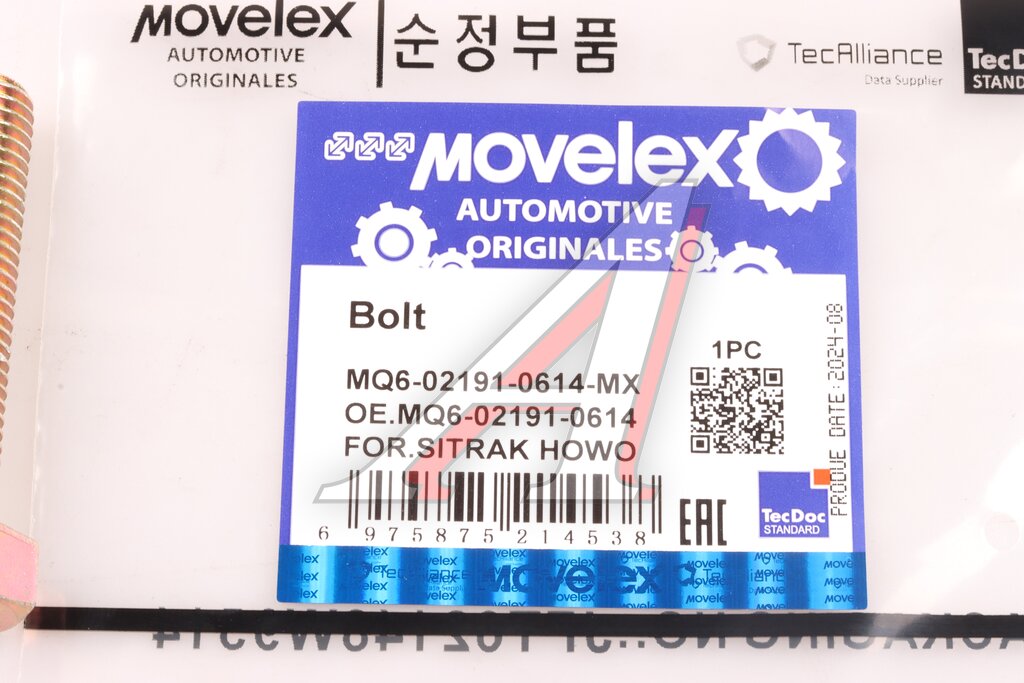 MOVELEX
AUTOMOTIVE
ORIGINALES
순정부품
TecAlliance
Data Supplier
TecD
STAND
MOVELEX
AUTOMOTIVE
ORIGINALES
Bolt
1PC
MQ6-02191-0614-MX
OE.MQ6-02191-0614
FOR.SITRAK HOWO
PRODUE DATE:2024-08
6 975875 214538
EAC
TecDoc
STANDARD
MOVELEX
TecAlliance